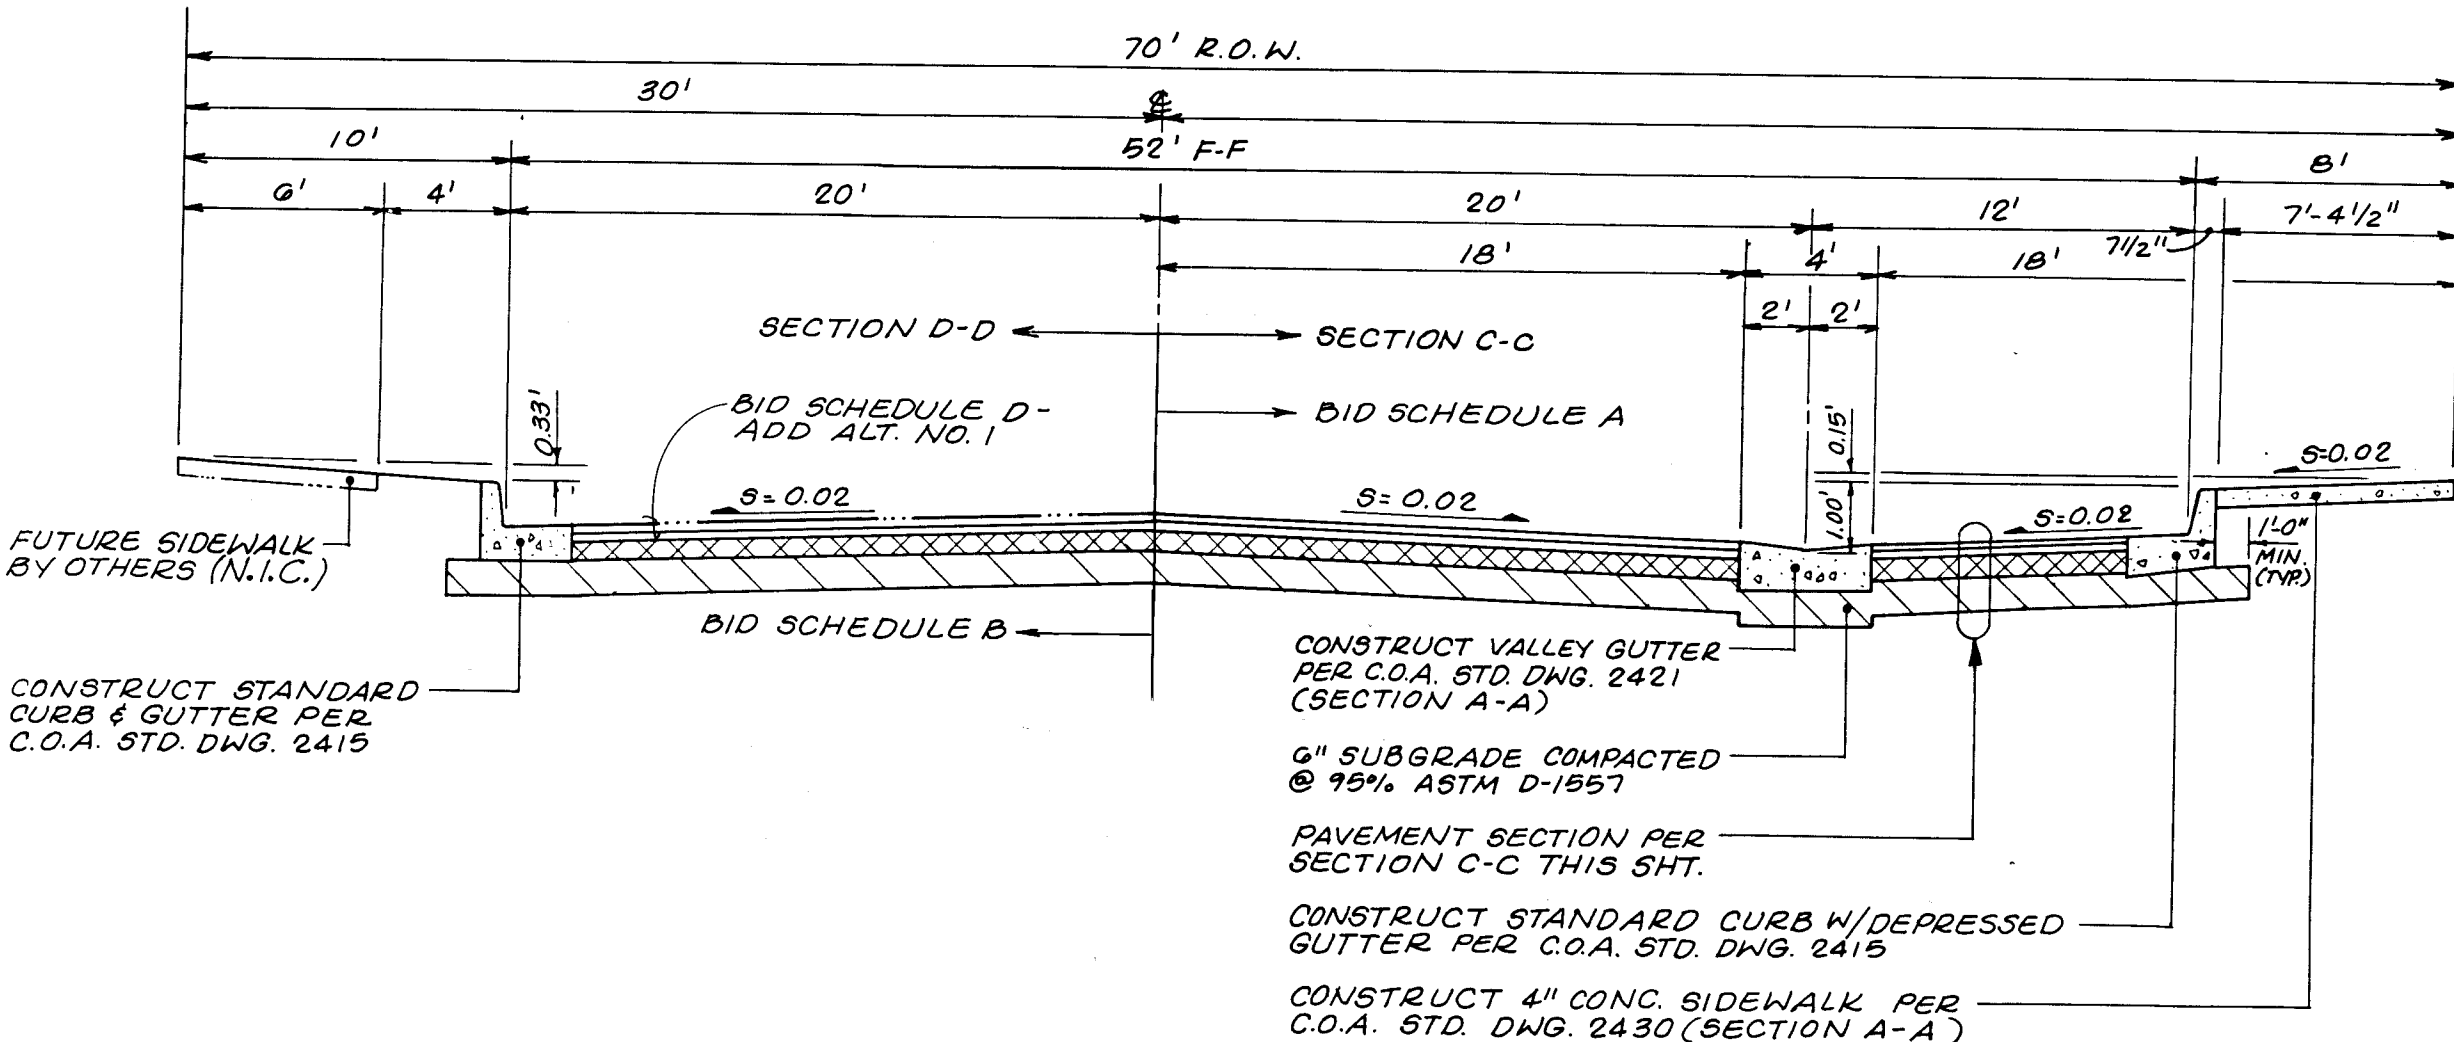 70' R.O.W.
30'
℄
10'
52' F-F
8'
6'
4'
20'
20'
12'
7'-4 1/2"
7 1/2"
18'
4'
18'
2'
2'
SECTION D-D
SECTION C-C
0.33'
BID SCHEDULE D-
ADD ALT. NO. 1
BID SCHEDULE A
0.15'
S=0.02
S= 0.02
S= 0.02
1.00'
S=0.02
1'-0"
MIN.
(TYP.)
FUTURE SIDEWALK
BY OTHERS (N.I.C.)
BID SCHEDULE B
CONSTRUCT STANDARD
CURB & GUTTER PER
C.O.A. STD. DWG. 2415
CONSTRUCT VALLEY GUTTER
PER C.O.A. STD. DWG. 2421
(SECTION A-A)
6" SUBGRADE COMPACTED
@ 95% ASTM D-1557
PAVEMENT SECTION PER
SECTION C-C THIS SHT.
CONSTRUCT STANDARD CURB W/DEPRESSED
GUTTER PER C.O.A. STD. DWG. 2415
CONSTRUCT 4" CONC. SIDEWALK PER
C.O.A. STD. DWG. 2430 (SECTION A-A)